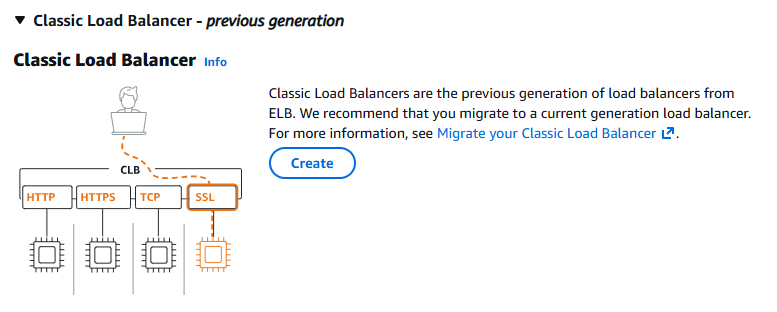 Classic Load Balancer - previous generation
Classic Load Balancer Info
Classic Load Balancers are the previous generation of load balancers from
ELB. We recommend that you migrate to a current generation load balancer.
For more information, see Migrate your Classic Load Balancer.
Create
CLB
HTTP HTTPS TCP SSL